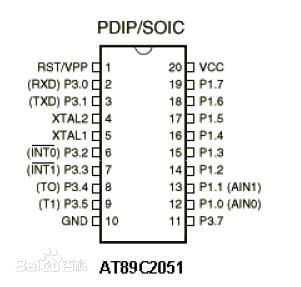 PDIP/SOIC
RST/VPP 1 20 VCC
(RXD) P3.0 2 19 P1.7
(TXD) P3.1 3 18 P1.6
XTAL2 4 17 P1.5
XTAL1 5 16 P1.4
(INT0) P3.2 6 15 P1.3
(INT1) P3.3 7 14 P1.2
(TO) P3.4 8 13 P1.1 (AIN1)
(T1) P3.5 9 12 P1.0 (AIN0)
GND 10 11 P3.7
Bai百科
AT89C2051